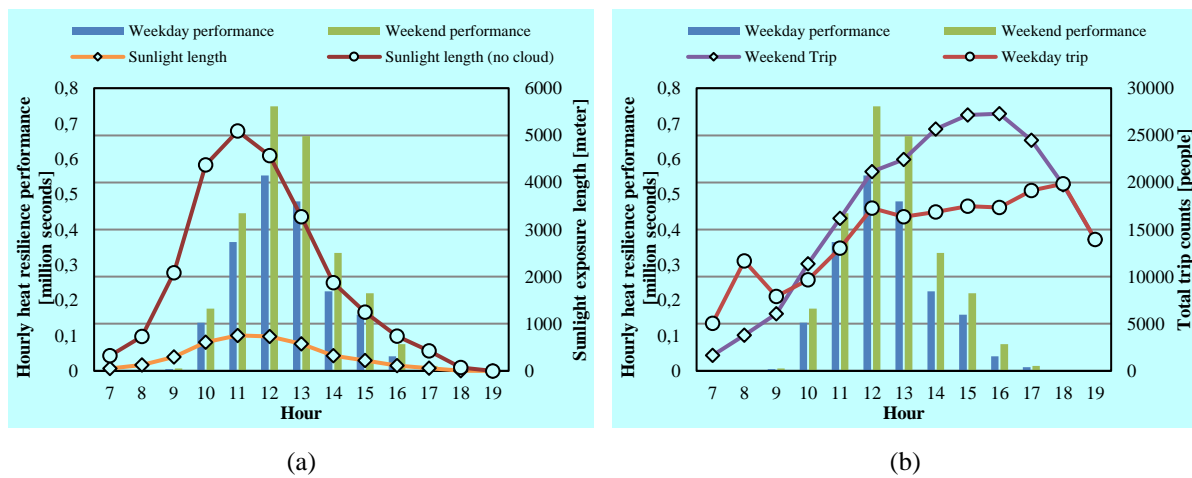 Weekday performance
Weekend performance
Sunlight length
Sunlight length (no cloud)
Hourly heat resilience performance
[million seconds]
0,8
0,7
0,6
0,5
0,4
0,3
0,2
0,1
0
6000
5000
4000
3000
2000
1000
0
Sunlight exposure length [meter]
7 8 9 10 11 12 13 14 15 16 17 18 19
Hour
(a)
Weekday performance
Weekend performance
Weekend Trip
Weekday trip
Hourly heat resilience performance
[million seconds]
0,8
0,7
0,6
0,5
0,4
0,3
0,2
0,1
0
30000
25000
20000
15000
10000
5000
0
Total trip counts [people]
7 8 9 10 11 12 13 14 15 16 17 18 19
Hour
(b)